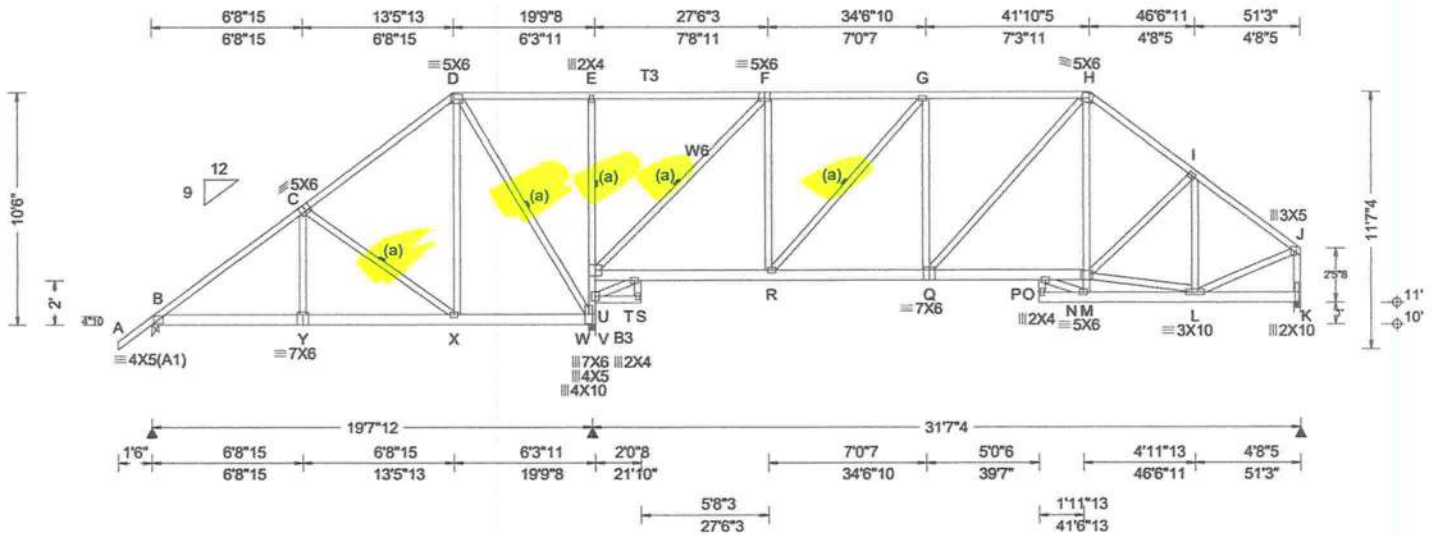 6'8"15 13'5"13 19'9"8 27'6"3 34'6"10 41'10"5 46'6"11 51'3"
6'8"15 6'8"15 6'3"11 7'8"11 7'0"7 7'3"11 4'8"5 4'8"5
≡5X6 |||2X4 T3 ≡5X6 ≡5X6
D E F G H
12
9
W6
I
≡5X6
C
(a) (a) (a) (a)
(a)
10'6"
11'7"4
|||3X5
J
2'
2'5"8
4"10
A B
≡4X5(A1)
Y X W V B3
U T S
R Q
P O N M L K
≡7X6
≡7X6
|||2X4
≡5X6
≡3X10
|||2X10
11'
10'
|||7X6 |||2X4
|||4X5
|||4X10
19'7"12 31'7"4
1'6" 6'8"15 6'8"15 6'3"11 2'0"8 7'0"7 5'0"6 4'11"13 4'8"5
6'8"15 13'5"13 19'9"8 21'10" 34'6"10 39'7" 46'6"11 51'3"
5'8"3 1'11"13
27'6"3 41'6"13